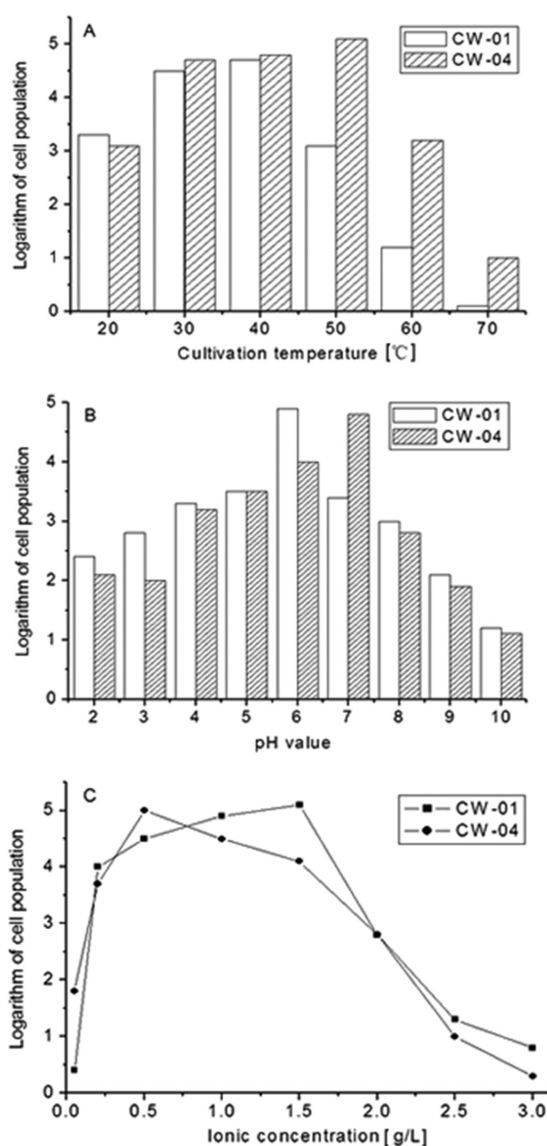 A
CW-01
CW-04
Logarithm of cell population
5
4
3
2
1
0
20 30 40 50 60 70
Cultivation temperature [℃]
B
CW-01
CW-04
Logarithm of cell population
5
4
3
2
1
0
2 3 4 5 6 7 8 9 10
pH value
C
CW-01
CW-04
Logarithm of cell population
6
5
4
3
2
1
0
0.0 0.5 1.0 1.5 2.0 2.5 3.0
Ionic concentration [g/L]